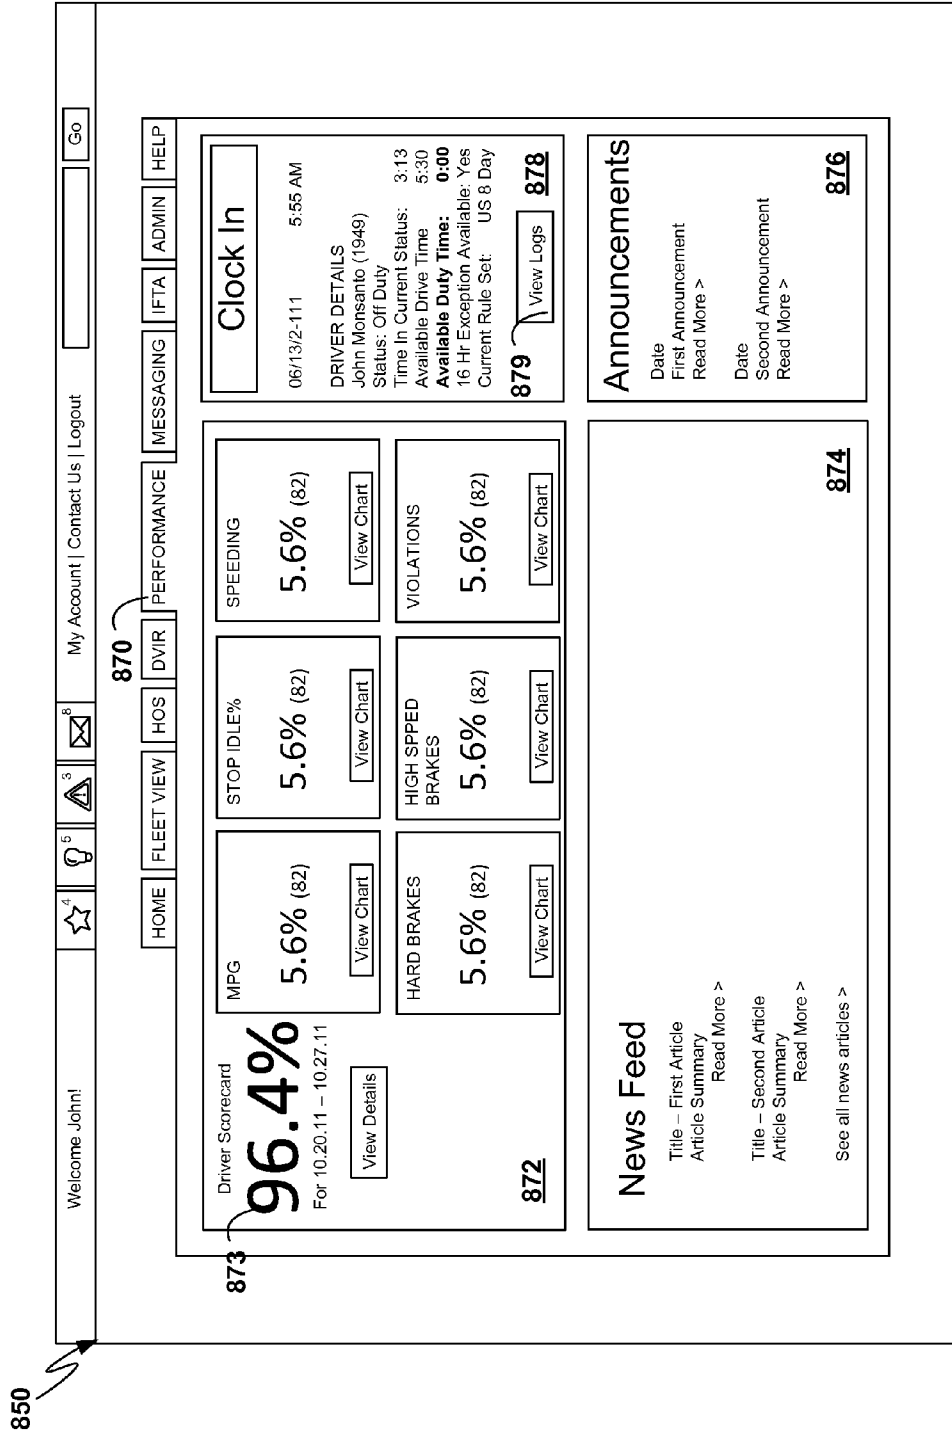 850
Welcome John!
4
5
3
8
My Account | Contact Us | Logout
Go
870
HOME
FLEET VIEW
HOS
DVIR
PERFORMANCE
MESSAGING
IFTA
ADMIN
HELP
873
Driver Scorecard
96.4%
For 10.20.11 – 10.27.11
View Details
872
MPG
5.6% (82)
View Chart
STOP IDLE%
5.6% (82)
View Chart
SPEEDING
5.6% (82)
View Chart
HARD BRAKES
5.6% (82)
View Chart
HIGH SPPED
BRAKES
5.6% (82)
View Chart
VIOLATIONS
5.6% (82)
View Chart
Clock In
06/13/2-111 5:55 AM
DRIVER DETAILS
John Monsanto (1949)
Status: Off Duty
Time In Current Status: 3:13
Available Drive Time 5:30
Available Duty Time: 0:00
16 Hr Exception Available: Yes
Current Rule Set: US 8 Day
879
View Logs
878
News Feed
Title – First Article
Article Summary
Read More >
Title – Second Article
Article Summary
Read More >
See all news articles >
874
Announcements
Date
First Announcement
Read More >
Date
Second Announcement
Read More >
876